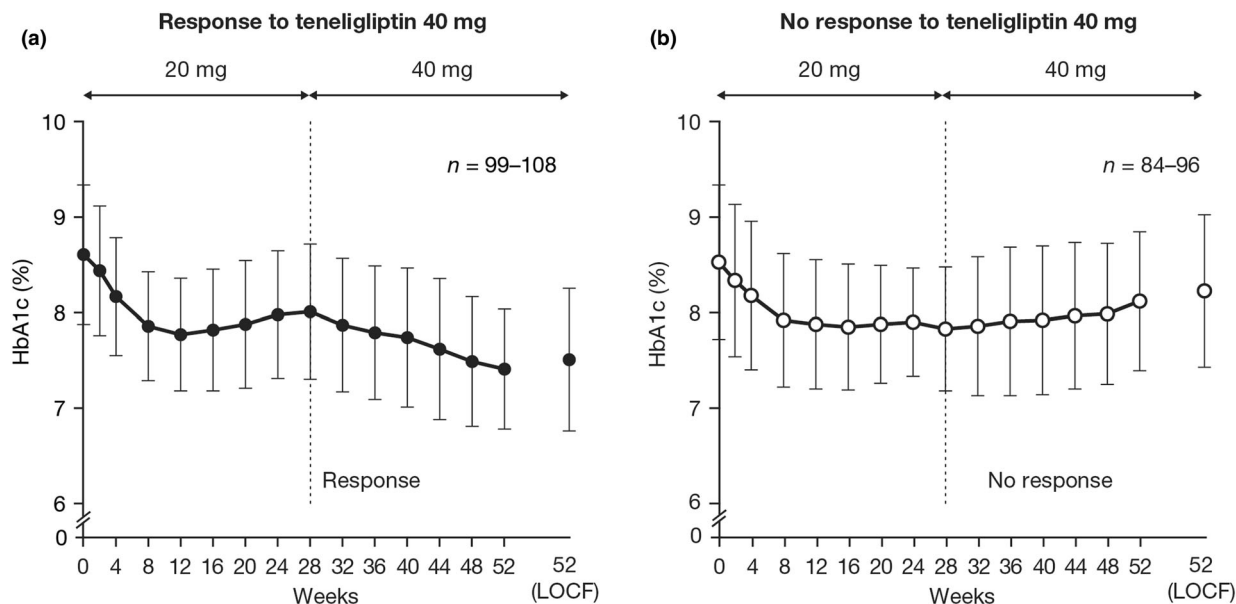 Response to teneligliptin 40 mg
(a)
20 mg
40 mg
n = 99–108
HbA1c (%)
10
9
8
7
6
0
Response
0 4 8 12 16 20 24 28 32 36 40 44 48 52 52
(LOCF)
Weeks
No response to teneligliptin 40 mg
(b)
20 mg
40 mg
n = 84–96
HbA1c (%)
10
9
8
7
6
0
No response
0 4 8 12 16 20 24 28 32 36 40 44 48 52 52
(LOCF)
Weeks